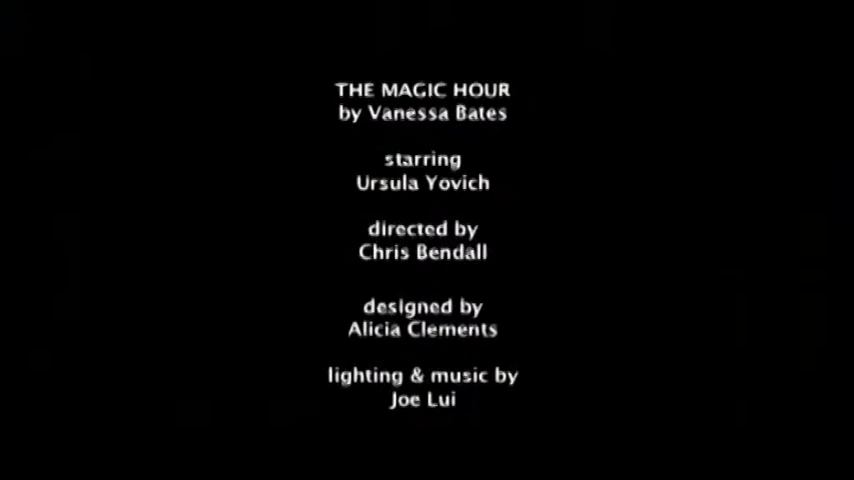 THE MAGIC HOUR
by Vanessa Bates
starring
Ursula Yovich
directed by
Chris Bendall
designed by
Alicia Clements
lighting & music by
Joe Lui